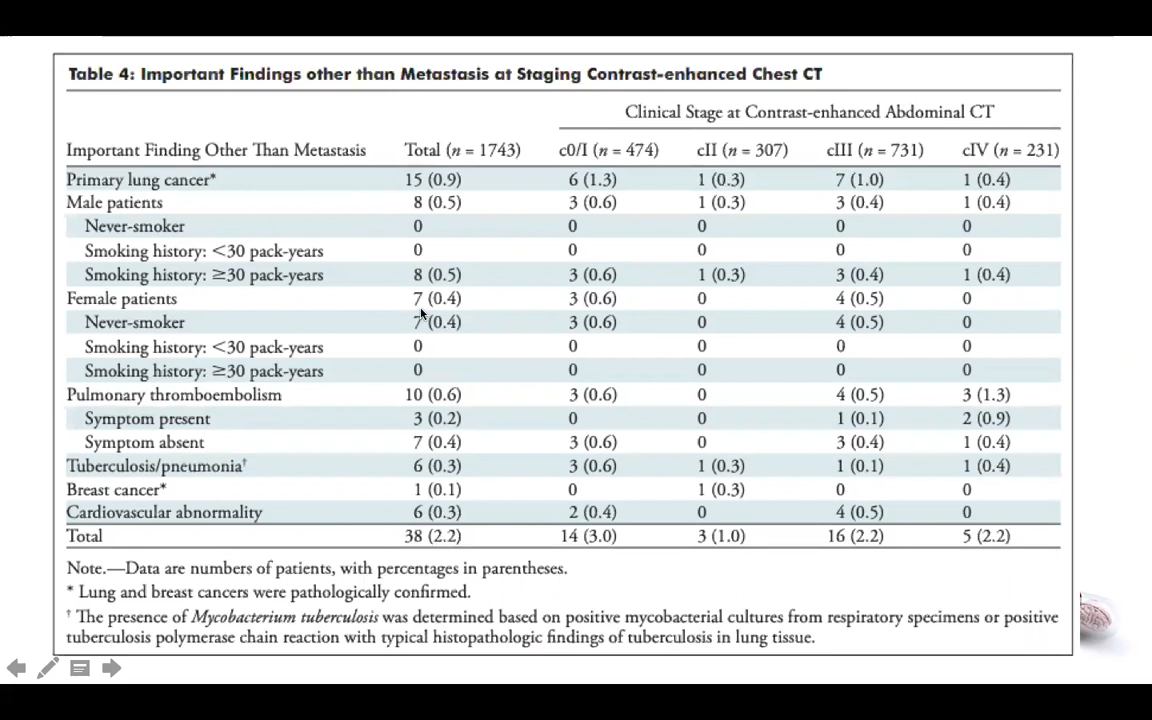 Table 4: Important Findings other than Metastasis at Staging Contrast-enhanced Chest CT
Clinical Stage at Contrast-enhanced Abdominal CT
Important Finding Other Than Metastasis Total (n = 1743) c0/I (n = 474) cII (n = 307) cIII (n = 731) cIV (n = 231)
Primary lung cancer* 15 (0.9) 6 (1.3) 1 (0.3) 7 (1.0) 1 (0.4)
Male patients 8 (0.5) 3 (0.6) 1 (0.3) 3 (0.4) 1 (0.4)
Never-smoker 0 0 0 0 0
Smoking history: <30 pack-years 0 0 0 0 0
Smoking history: ≥30 pack-years 8 (0.5) 3 (0.6) 1 (0.3) 3 (0.4) 1 (0.4)
Female patients 7 (0.4) 3 (0.6) 0 4 (0.5) 0
Never-smoker 7 (0.4) 3 (0.6) 0 4 (0.5) 0
Smoking history: <30 pack-years 0 0 0 0 0
Smoking history: ≥30 pack-years 0 0 0 0 0
Pulmonary thromboembolism 10 (0.6) 3 (0.6) 0 4 (0.5) 3 (1.3)
Symptom present 3 (0.2) 0 0 1 (0.1) 2 (0.9)
Symptom absent 7 (0.4) 3 (0.6) 0 3 (0.4) 1 (0.4)
Tuberculosis/pneumonia† 6 (0.3) 3 (0.6) 1 (0.3) 1 (0.1) 1 (0.4)
Breast cancer* 1 (0.1) 0 1 (0.3) 0 0
Cardiovascular abnormality 6 (0.3) 2 (0.4) 0 4 (0.5) 0
Total 38 (2.2) 14 (3.0) 3 (1.0) 16 (2.2) 5 (2.2)
Note.—Data are numbers of patients, with percentages in parentheses.
* Lung and breast cancers were pathologically confirmed.
† The presence of Mycobacterium tuberculosis was determined based on positive mycobacterial cultures from respiratory specimens or positive
tuberculosis polymerase chain reaction with typical histopathologic findings of tuberculosis in lung tissue.